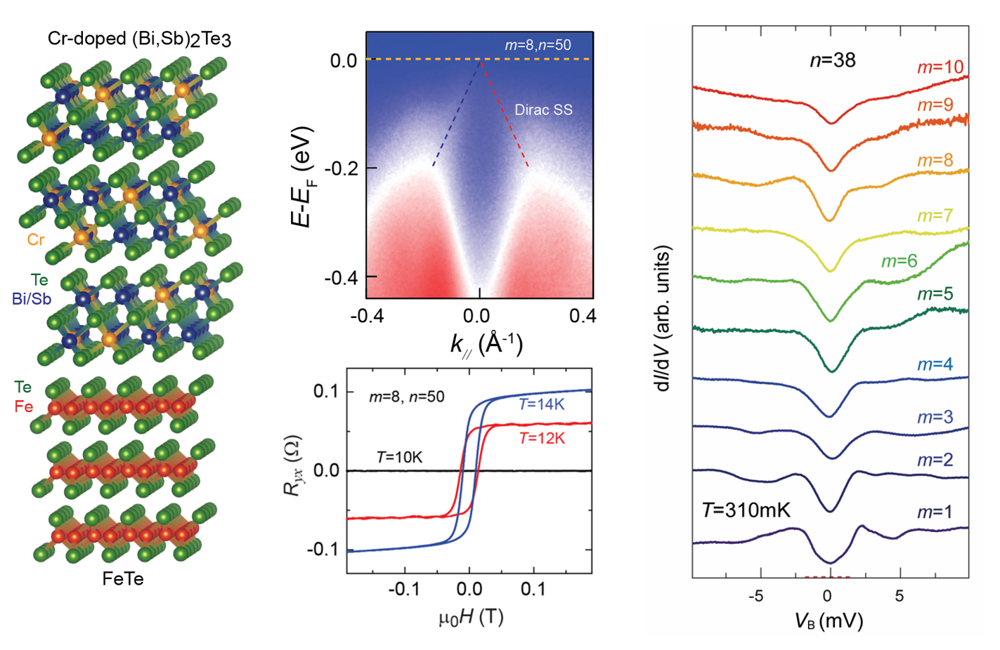 Cr-doped (Bi,Sb)2Te3
Cr
Te
Bi/Sb
Te
Fe
FeTe
m=8,n=50
0.0
Dirac SS
-0.2
-0.4
E-EF (eV)
-0.4
0.0
0.4
k// (Å-1)
m=8, n=50
0.1
T=14K
T=12K
T=10K
0.0
-0.1
Ryx (Ω)
-0.1
0.0
0.1
μ0H (T)
n=38
m=10
m=9
m=8
m=7
m=6
m=5
m=4
m=3
m=2
T=310mK
m=1
dI/dV (arb. units)
-5
0
5
VB (mV)